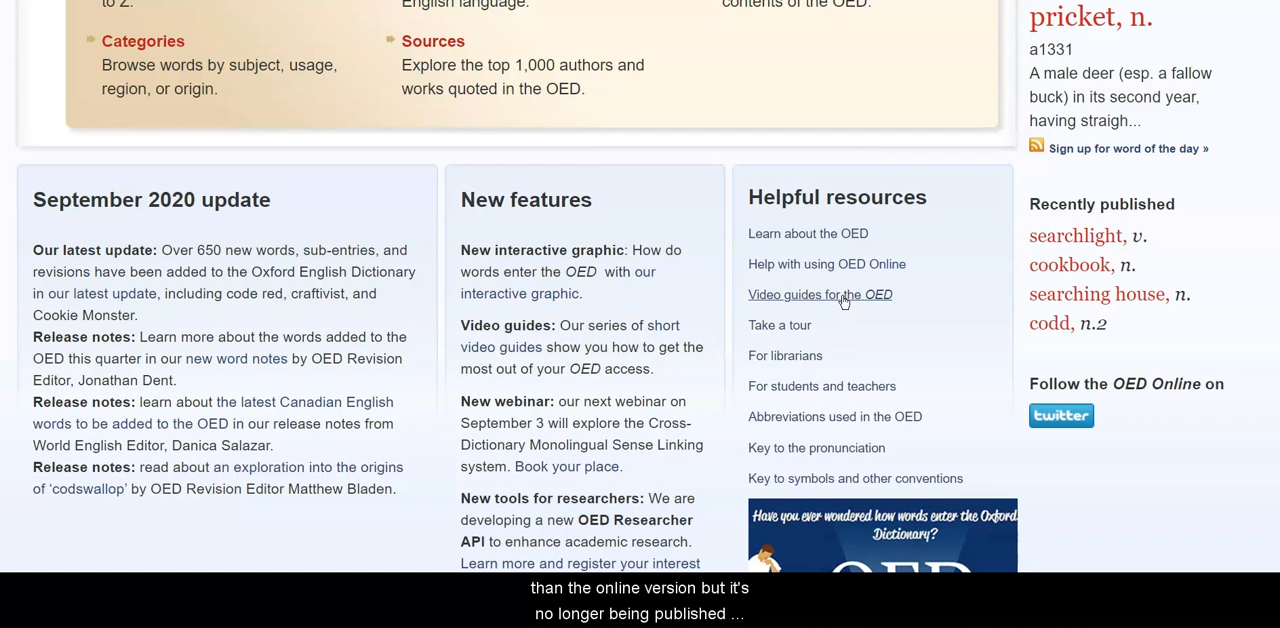 to Z.
English language.
contents of the OED.
Categories
Browse words by subject, usage,
region, or origin.
Sources
Explore the top 1,000 authors and
works quoted in the OED.
pricket, n.
a1331
A male deer (esp. a fallow
buck) in its second year,
having straigh...
Sign up for word of the day »
September 2020 update
Our latest update: Over 650 new words, sub-entries, and
revisions have been added to the Oxford English Dictionary
in our latest update, including code red, craftivist, and
Cookie Monster.
Release notes: Learn more about the words added to the
OED this quarter in our new word notes by OED Revision
Editor, Jonathan Dent.
Release notes: learn about the latest Canadian English
words to be added to the OED in our release notes from
World English Editor, Danica Salazar.
Release notes: read about an exploration into the origins
of ‘codswallop’ by OED Revision Editor Matthew Bladen.
New features
New interactive graphic: How do
words enter the OED with our
interactive graphic.
Video guides: Our series of short
video guides show you how to get the
most out of your OED access.
New webinar: our next webinar on
September 3 will explore the Cross-
Dictionary Monolingual Sense Linking
system. Book your place.
New tools for researchers: We are
developing a new OED Researcher
API to enhance academic research.
Learn more and register your interest
Helpful resources
Learn about the OED
Help with using OED Online
Video guides for the OED
Take a tour
For librarians
For students and teachers
Abbreviations used in the OED
Key to the pronunciation
Key to symbols and other conventions
Have you ever wondered how words enter the Oxford
Dictionary?
OED
Recently published
searchlight, v.
cookbook, n.
searching house, n.
codd, n.2
Follow the OED Online on
twitter
than the online version but it's
no longer being published ...